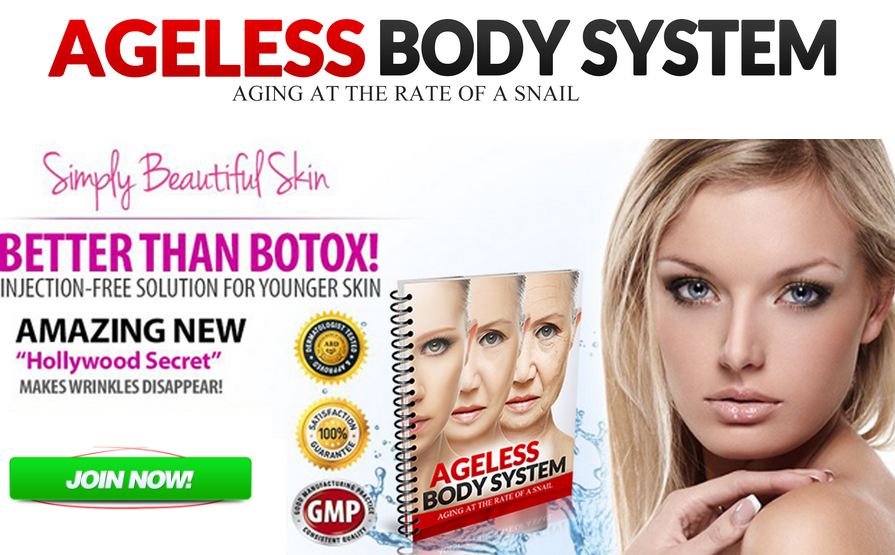 AGELESS BODY SYSTEM
AGING AT THE RATE OF A SNAIL
Simply Beautiful Skin
BETTER THAN BOTOX!
INJECTION-FREE SOLUTION FOR YOUNGER SKIN
AMAZING NEW
“Hollywood Secret”
MAKES WRINKLES DISAPPEAR!
JOIN NOW!
DERMATOLOGIST TESTED
& APPROVED
SATISFACTION
100%
GUARANTEE
GOOD MANUFACTURING PRACTICE
GMP
CONSISTENT QUALITY
AGELESS
BODY SYSTEM
AGING AT THE RATE OF A SNAIL